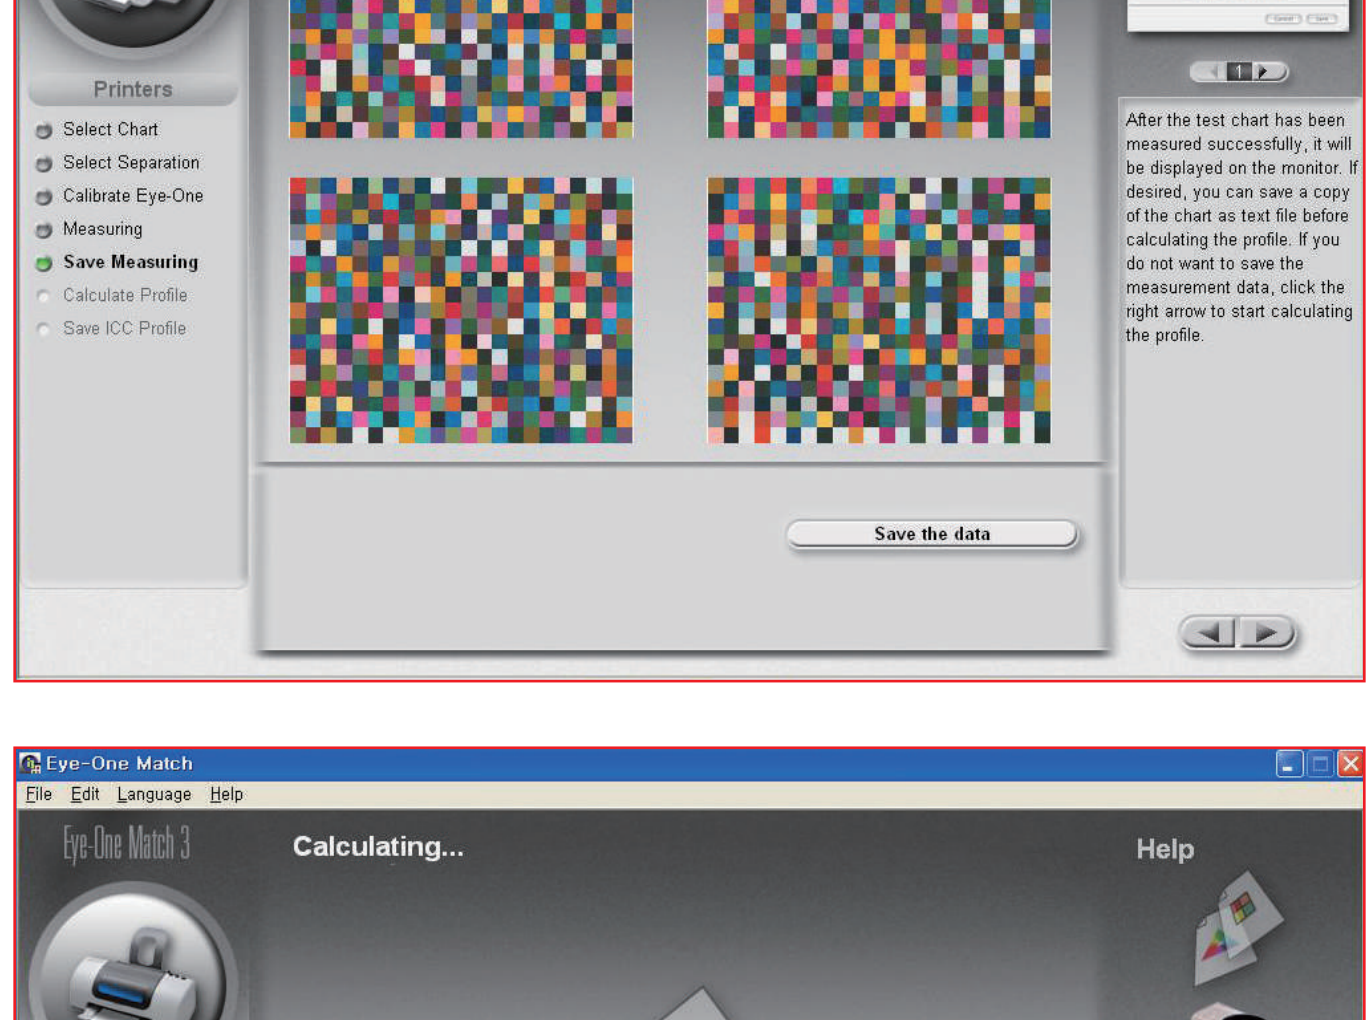 Cancel Save
1
Printers
Select Chart
Select Separation
Calibrate Eye-One
Measuring
Save Measuring
Calculate Profile
Save ICC Profile
After the test chart has been
measured successfully, it will
be displayed on the monitor. If
desired, you can save a copy
of the chart as text file before
calculating the profile. If you
do not want to save the
measurement data, click the
right arrow to start calculating
the profile.
Save the data
Eye-One Match
File Edit Language Help
Eye-One Match 3
Calculating...
Help